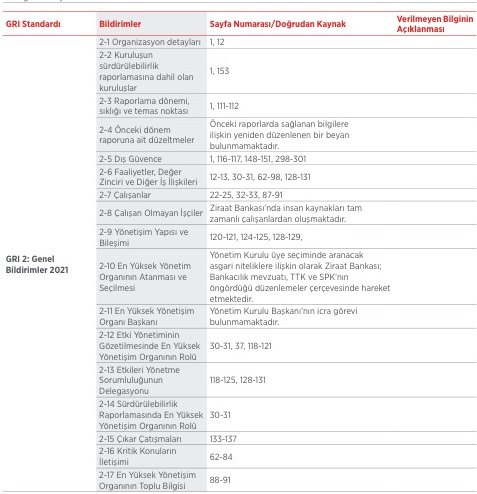 GRI Standardı
Bildirimler
Sayfa Numarası/Doğrudan Kaynak
Verilmeyen Bilginin
Açıklanması
GRI 2: Genel
Bildirimler 2021
2-1 Organizasyon detayları
1, 12
2-2 Kuruluşun
sürdürülebilirlik
raporlamasına dahil olan
kuruluşlar
1, 153
2-3 Raporlama dönemi,
sıklığı ve temas noktası
1, 111-112
2-4 Önceki dönem
raporuna ait düzeltmeler
Önceki raporlarda sağlanan bilgilere
ilişkin yeniden düzenlenen bir beyan
bulunmamaktadır.
2-5 Dış Güvence
1, 116-117, 148-151, 298-301
2-6 Faaliyetler, Değer
Zinciri ve Diğer İş İlişkileri
12-13, 30-31, 62-98, 128-131
2-7 Çalışanlar
22-25, 32-33, 87-91
2-8 Çalışan Olmayan İşçiler
Ziraat Bankası'nda insan kaynakları tam
zamanlı çalışanlardan oluşmaktadır.
2-9 Yönetişim Yapısı ve
Bileşimi
120-121, 124-125, 128-129,
2-10 En Yüksek Yönetim
Organının Atanması ve
Seçilmesi
Yönetim Kurulu üye seçiminde aranacak
asgari niteliklere ilişkin olarak Ziraat Bankası;
Bankacılık mevzuatı, TTK ve SPK'nın
öngördüğü düzenlemeler çerçevesinde hareket
etmektedir.
2-11 En Yüksek Yönetişim
Organı Başkanı
Yönetim Kurulu Başkanı'nın icra görevi
bulunmamaktadır.
2-12 Etki Yönetiminin
Gözetilmesinde En Yüksek
Yönetişim Organının Rolü
30-31, 37, 118-121
2-13 Etkileri Yönetme
Sorumluluğunun
Delegasyonu
118-125, 128-131
2-14 Sürdürülebilirlik
Raporlamasında En Yüksek
Yönetişim Organının Rolü
30-31
2-15 Çıkar Çatışmaları
133-137
2-16 Kritik Konuların
İletişimi
62-84
2-17 En Yüksek Yönetişim
Organının Toplu Bilgisi
88-91